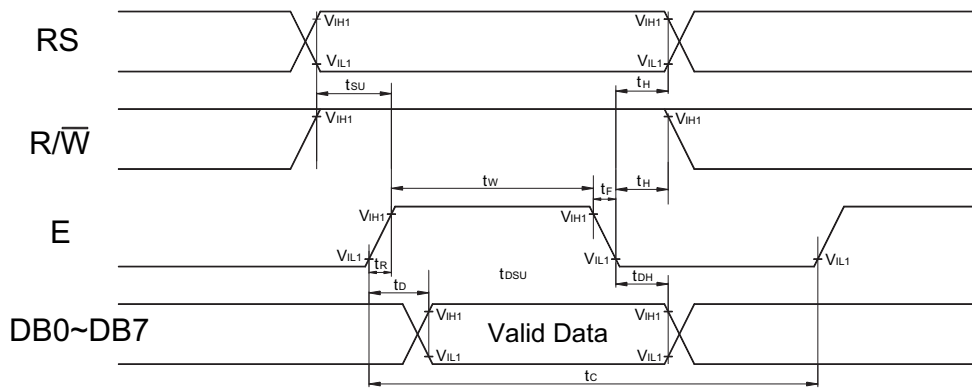 RS
VIH1
VIH1
VIL1
VIL1
tSU
tH
R/W̅
VIH1
VIH1
tW
tF
tH
E
VIH1
VIH1
VIL1
VIL1
VIL1
tR
tDSU
tDH
tD
DB0~DB7
VIH1
VIH1
Valid Data
VIL1
VIL1
tC